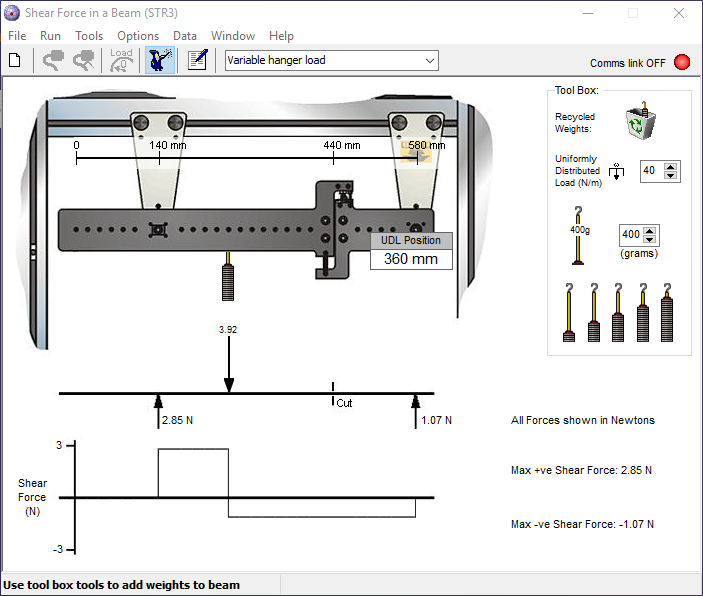 Shear Force in a Beam (STR3)
File Run Tools Options Data Window Help
Load
Variable hanger load
Comms link OFF
Tool Box:
Recycled
Weights:
Uniformly
Distributed
Load (N/m)
40
400g
400
(grams)
0 140 mm 440 mm 580 mm
UDL Position
360 mm
3.92
Cut
2.85 N
1.07 N
All Forces shown in Newtons
3
Max +ve Shear Force: 2.85 N
Shear
Force
(N)
Max -ve Shear Force: -1.07 N
-3
Use tool box tools to add weights to beam